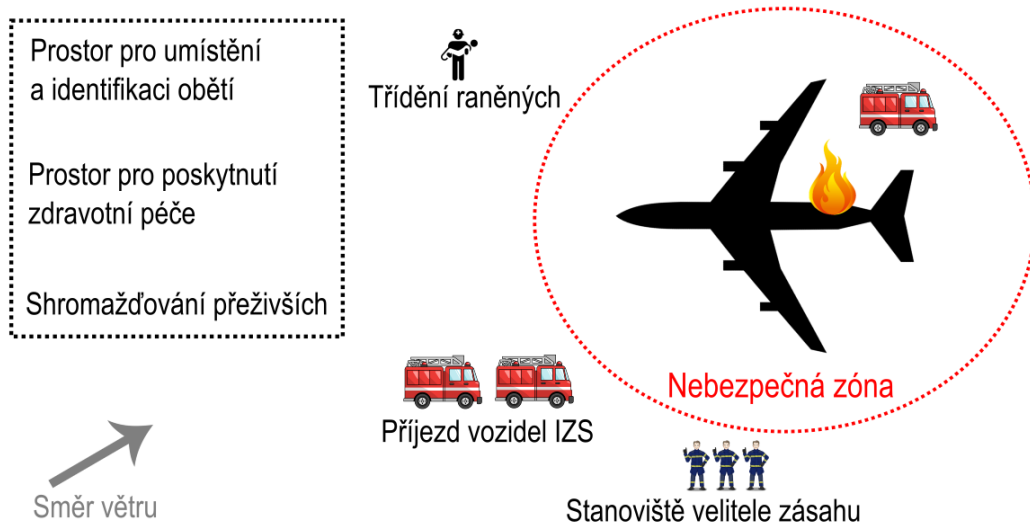 Prostor pro umístění
a identifikaci obětí
Prostor pro poskytnutí
zdravotní péče
Shromažďování přeživších
Třídění raněných
Nebezpečná zóna
Příjezd vozidel IZS
Stanoviště velitele zásahu
Směr větru